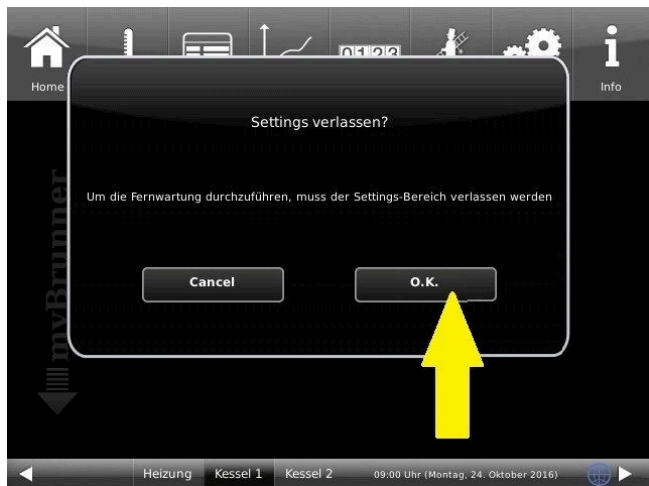 0123
Home
Info
Settings verlassen?
Um die Fernwartung durchzuführen, muss der Settings-Bereich verlassen werden
Cancel
O.K.
myBrunner
Heizung Kessel 1 Kessel 2 09:00 Uhr (Montag, 24. Oktober 2016)